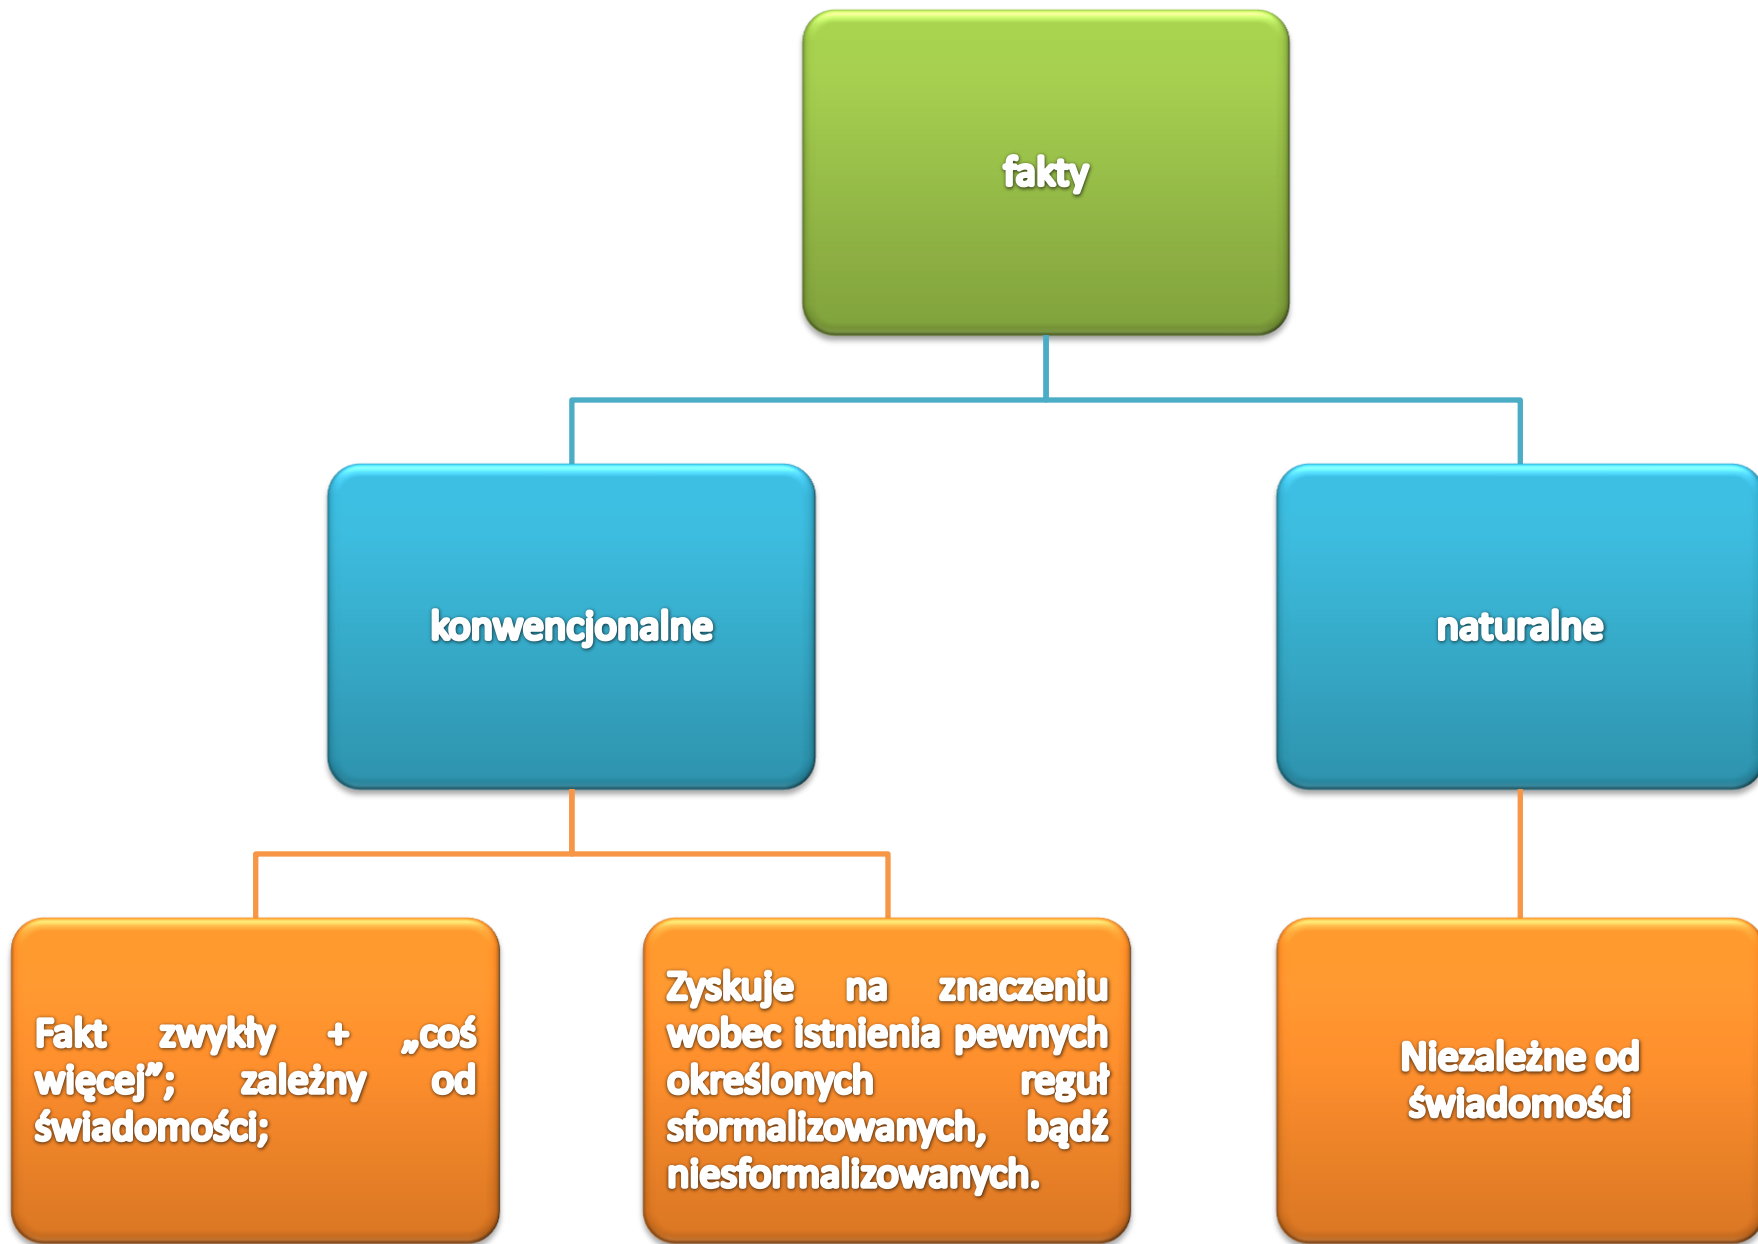 fakty
konwencjonalne
naturalne
Fakt zwykły + „coś
więcej”; zależny od
świadomości;
Zyskuje na znaczeniu
wobec istnienia pewnych
określonych reguł
sformalizowanych, bądź
niesformalizowanych.
Niezależne od
świadomości